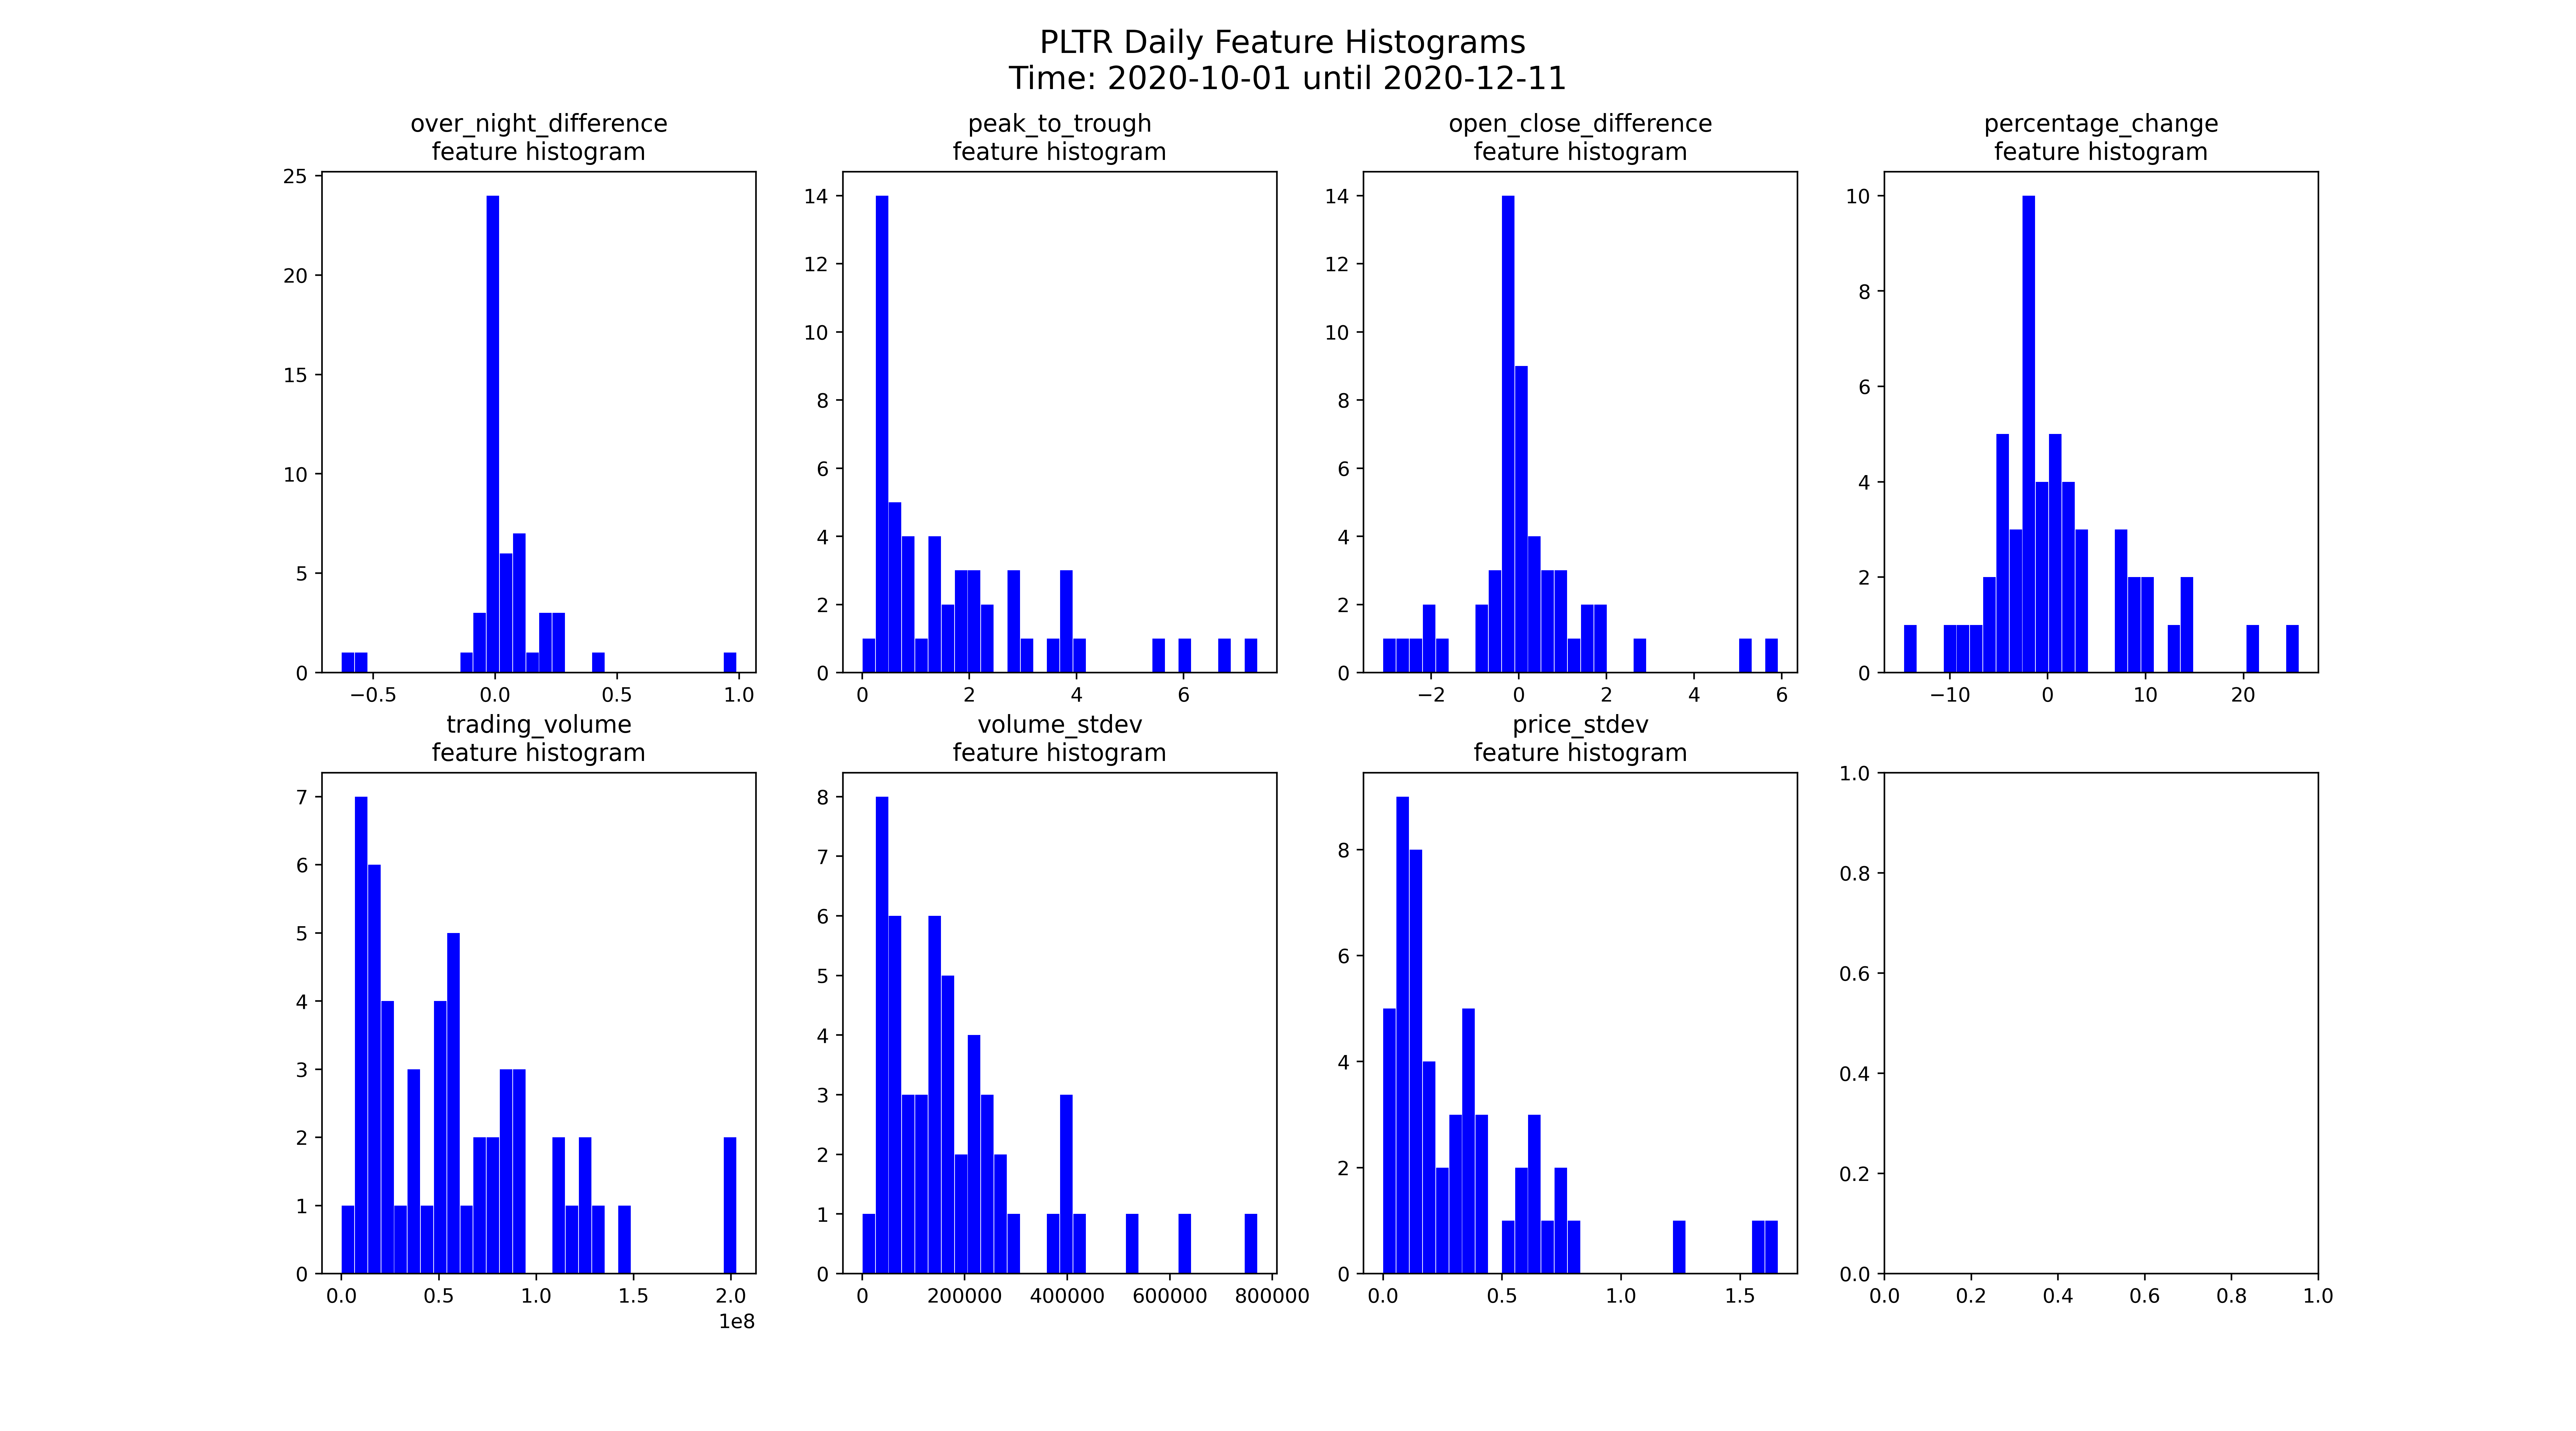 PLTR Daily Feature Histograms
Time: 2020-10-01 until 2020-12-11
over_night_difference
feature histogram
25
20
15
10
5
0
−0.5 0.0 0.5 1.0
peak_to_trough
feature histogram
14
12
10
8
6
4
2
0
0 2 4 6
open_close_difference
feature histogram
14
12
10
8
6
4
2
0
−2 0 2 4 6
percentage_change
feature histogram
10
8
6
4
2
0
−10 0 10 20
trading_volume
feature histogram
7
6
5
4
3
2
1
0
0.0 0.5 1.0 1.5 2.0
1e8
volume_stdev
feature histogram
8
7
6
5
4
3
2
1
0
0 200000 400000 600000 800000
price_stdev
feature histogram
8
6
4
2
0
0.0 0.5 1.0 1.5
1.0
0.8
0.6
0.4
0.2
0.0
0.0 0.2 0.4 0.6 0.8 1.0